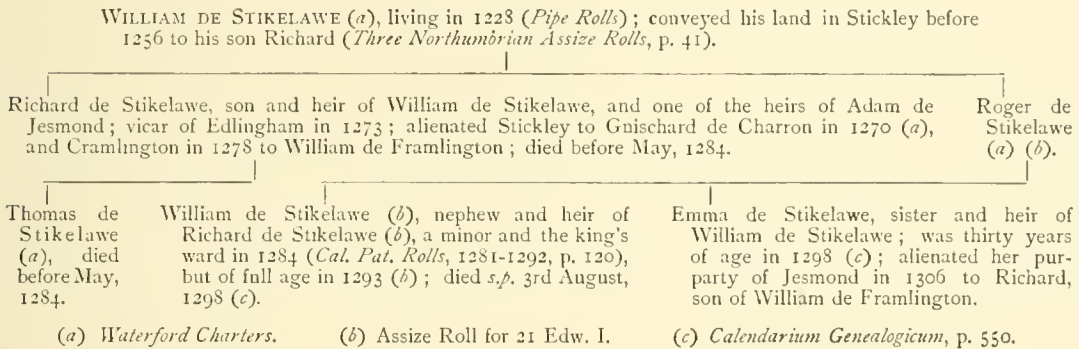 WILLIAM DE STIKELAWE (a), living in 1228 (Pipe Rolls); conveyed his land in Stickley before
1256 to his son Richard (Three Northumbrian Assize Rolls, p. 41).
Richard de Stikelawe, son and heir of William de Stikelawe, and one of the heirs of Adam de
Jesmond; vicar of Edlingham in 1273; alienated Stickley to Guischard de Charron in 1270 (a),
and Cramlington in 1278 to William de Framlington; died before May, 1284.
Roger de
Stikelawe
(a) (b).
Thomas de
Stikelawe
(a), died
before May,
1284.
William de Stikelawe (b), nephew and heir of
Richard de Stikelawe (b), a minor and the king's
ward in 1284 (Cal. Pat. Rolls, 1281-1292, p. 120),
but of full age in 1293 (b); died s.p. 3rd August,
1298 (c).
Emma de Stikelawe, sister and heir of
William de Stikelawe; was thirty years
of age in 1298 (c); alienated her pur-
party of Jesmond in 1306 to Richard,
son of William de Framlington.
(a) Waterford Charters. (b) Assize Roll for 21 Edw. I. (c) Calendarium Genealogicum, p. 550.